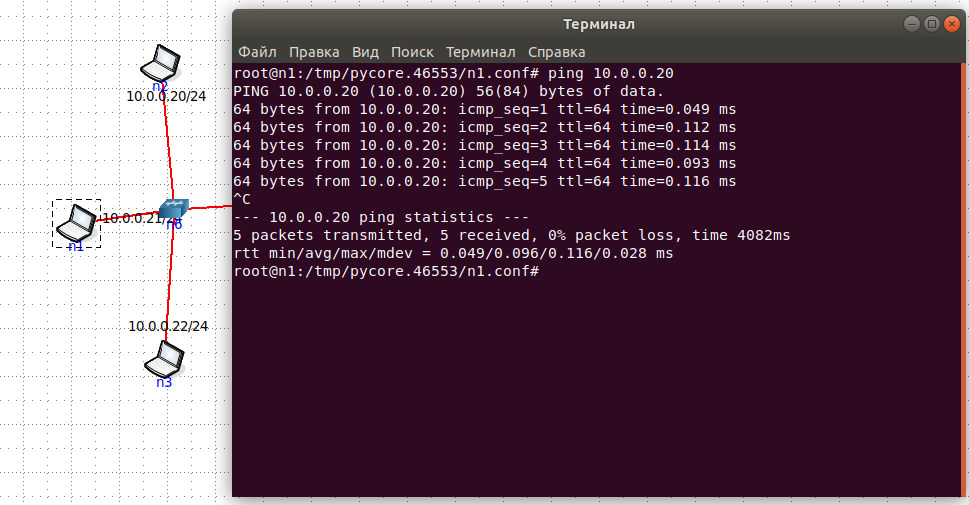 n2
10.0.0.20/24
10.0.0.21/
n6
n1
10.0.0.22/24
n3
Терминал
Файл Правка Вид Поиск Терминал Справка
root@n1:/tmp/pycore.46553/n1.conf# ping 10.0.0.20
PING 10.0.0.20 (10.0.0.20) 56(84) bytes of data.
64 bytes from 10.0.0.20: icmp_seq=1 ttl=64 time=0.049 ms
64 bytes from 10.0.0.20: icmp_seq=2 ttl=64 time=0.112 ms
64 bytes from 10.0.0.20: icmp_seq=3 ttl=64 time=0.114 ms
64 bytes from 10.0.0.20: icmp_seq=4 ttl=64 time=0.093 ms
64 bytes from 10.0.0.20: icmp_seq=5 ttl=64 time=0.116 ms
^C
--- 10.0.0.20 ping statistics ---
5 packets transmitted, 5 received, 0% packet loss, time 4082ms
rtt min/avg/max/mdev = 0.049/0.096/0.116/0.028 ms
root@n1:/tmp/pycore.46553/n1.conf#